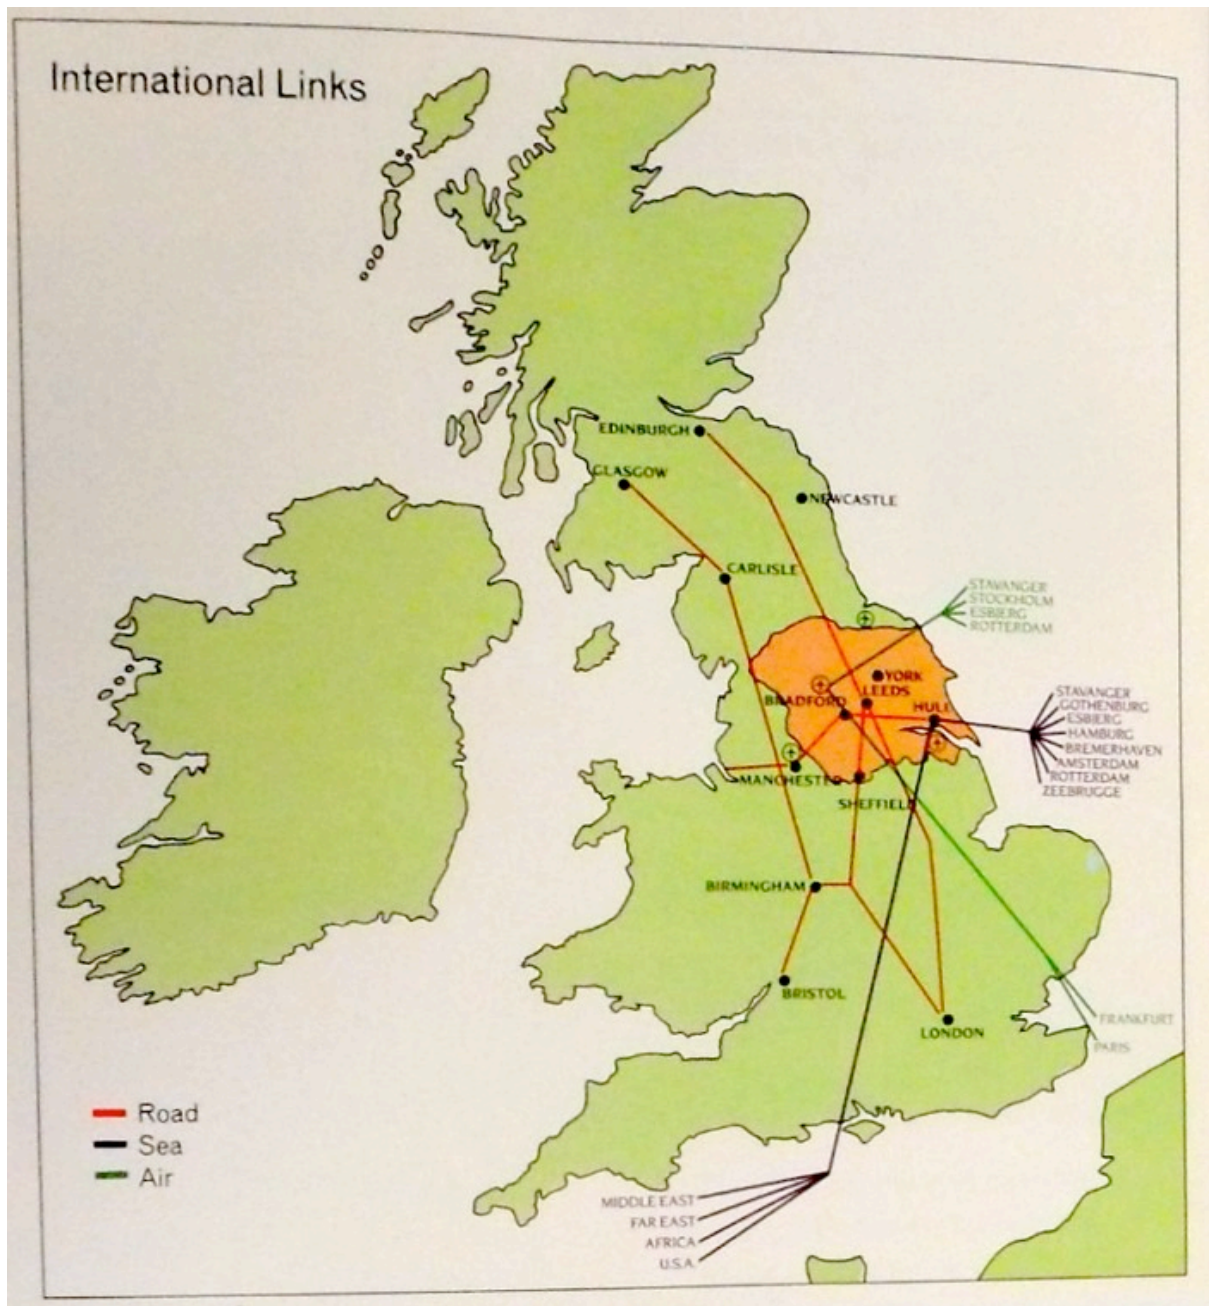 International Links
EDINBURGH
GLASGOW
NEWCASTLE
CARLISLE
STAVANGER
STOCKHOLM
ESBJERG
ROTTERDAM
YORK
LEEDS
BRADFORD
HULL
STAVANGER
GOTHENBURG
ESBJERG
HAMBURG
BREMERHAVEN
AMSTERDAM
ROTTERDAM
ZEEBRUGGE
MANCHESTER
SHEFFIELD
BIRMINGHAM
BRISTOL
LONDON
FRANKFURT
PARIS
Road
Sea
Air
MIDDLE EAST
FAR EAST
AFRICA
U.S.A.